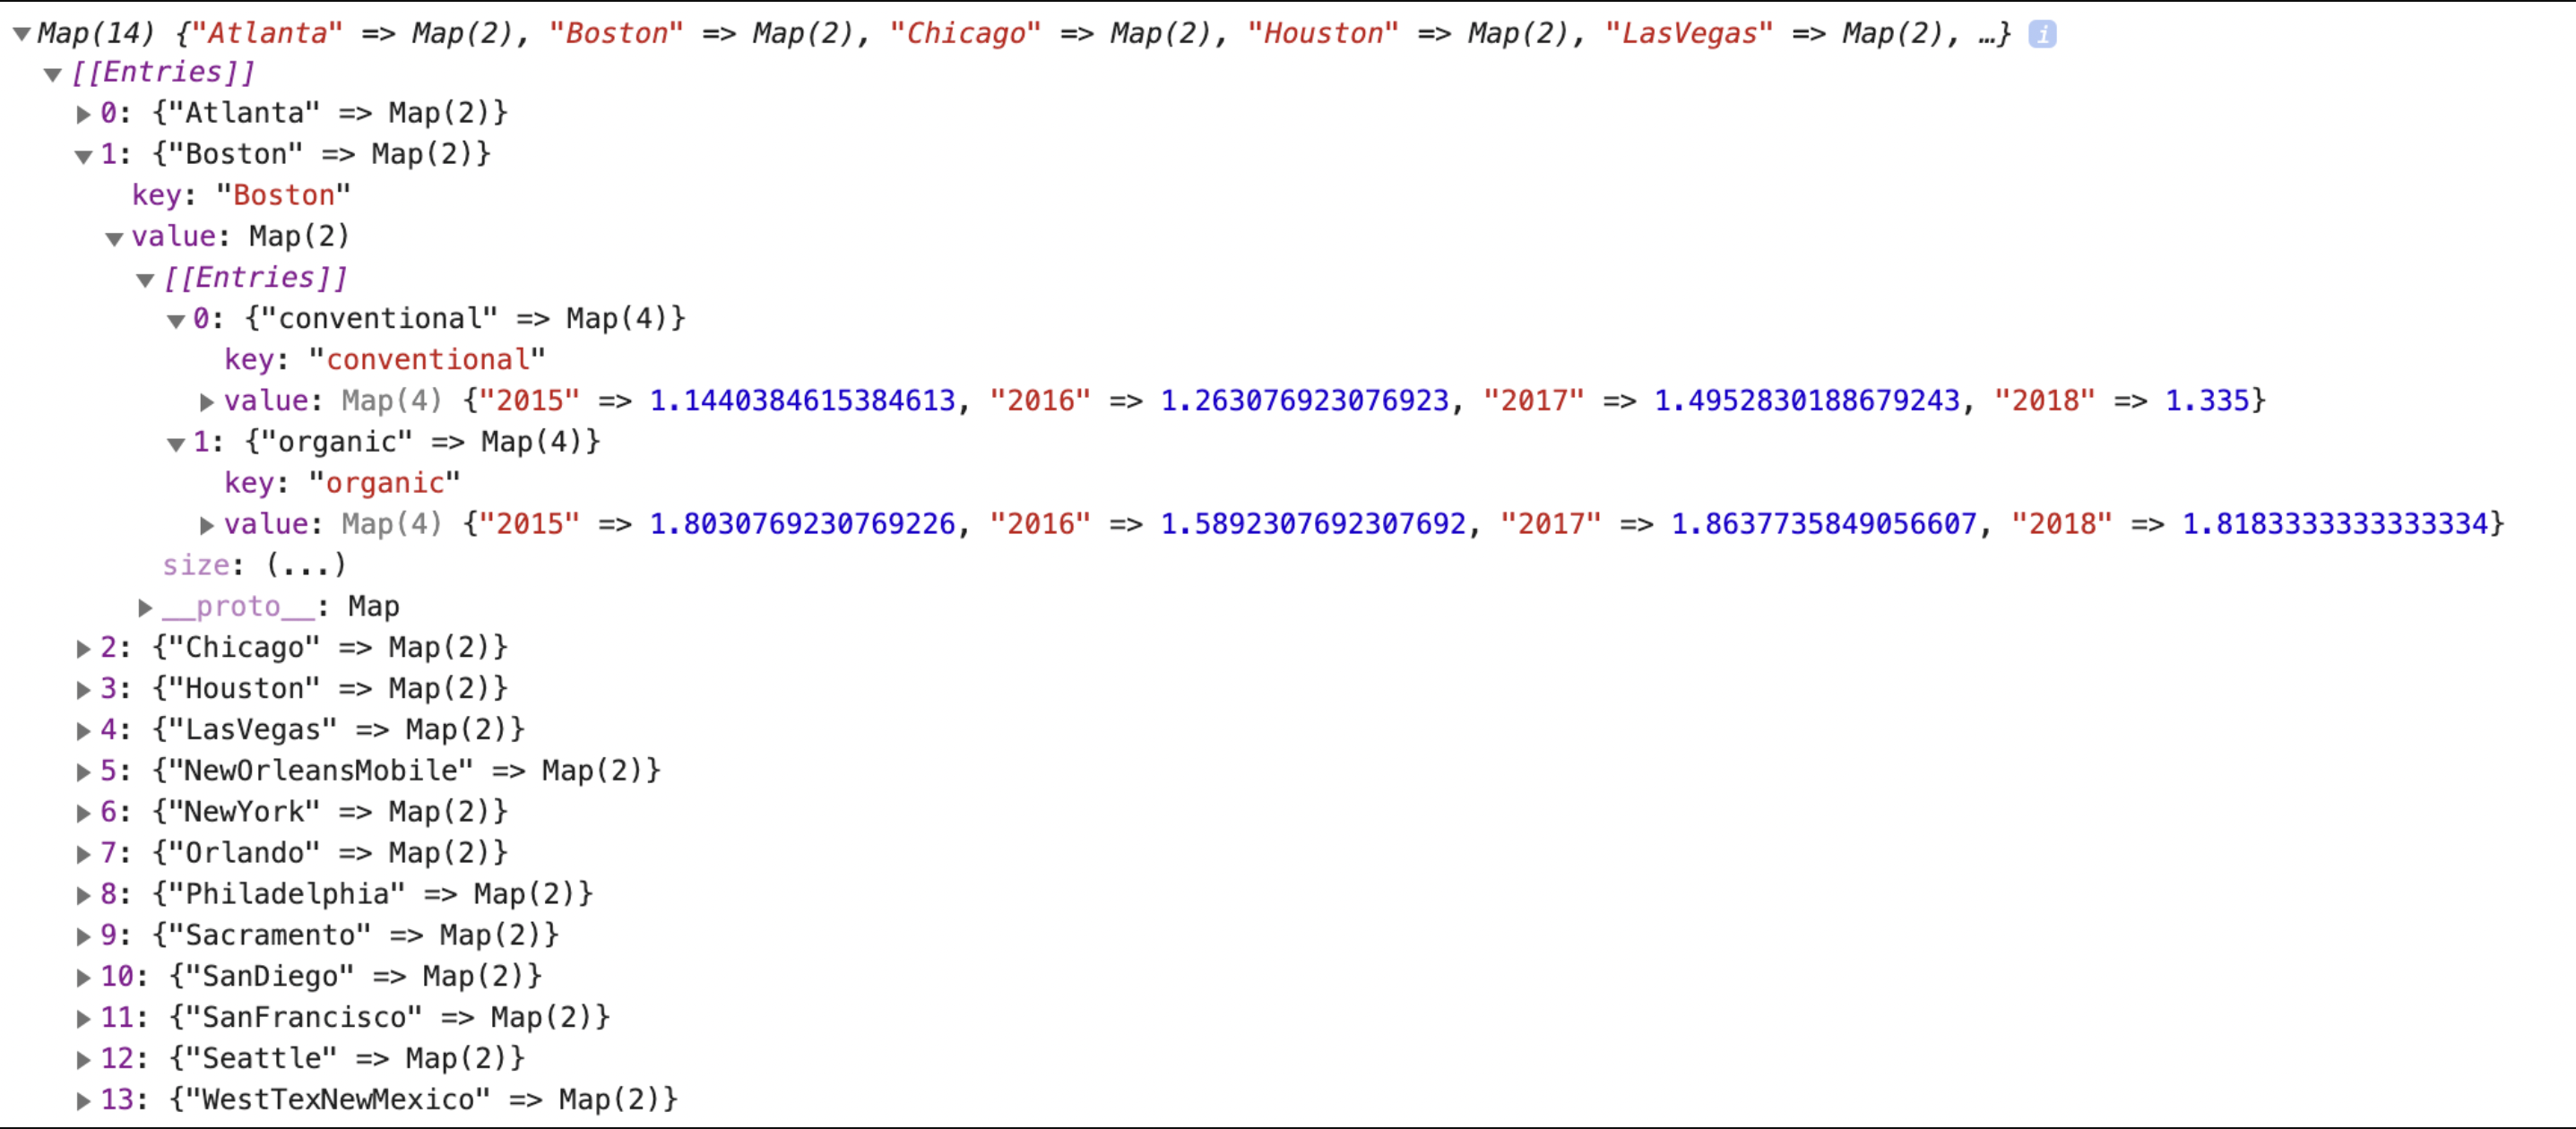 Map(14) {"Atlanta" => Map(2), "Boston" => Map(2), "Chicago" => Map(2), "Houston" => Map(2), "LasVegas" => Map(2), …} i
[[Entries]]
0: {"Atlanta" => Map(2)}
1: {"Boston" => Map(2)}
key: "Boston"
value: Map(2)
[[Entries]]
0: {"conventional" => Map(4)}
key: "conventional"
value: Map(4) {"2015" => 1.1440384615384613, "2016" => 1.263076923076923, "2017" => 1.4952830188679243, "2018" => 1.335}
1: {"organic" => Map(4)}
key: "organic"
value: Map(4) {"2015" => 1.8030769230769226, "2016" => 1.5892307692307692, "2017" => 1.8637735849056607, "2018" => 1.8183333333333334}
size: (...)
__proto__: Map
2: {"Chicago" => Map(2)}
3: {"Houston" => Map(2)}
4: {"LasVegas" => Map(2)}
5: {"NewOrleansMobile" => Map(2)}
6: {"NewYork" => Map(2)}
7: {"Orlando" => Map(2)}
8: {"Philadelphia" => Map(2)}
9: {"Sacramento" => Map(2)}
10: {"SanDiego" => Map(2)}
11: {"SanFrancisco" => Map(2)}
12: {"Seattle" => Map(2)}
13: {"WestTexNewMexico" => Map(2)}